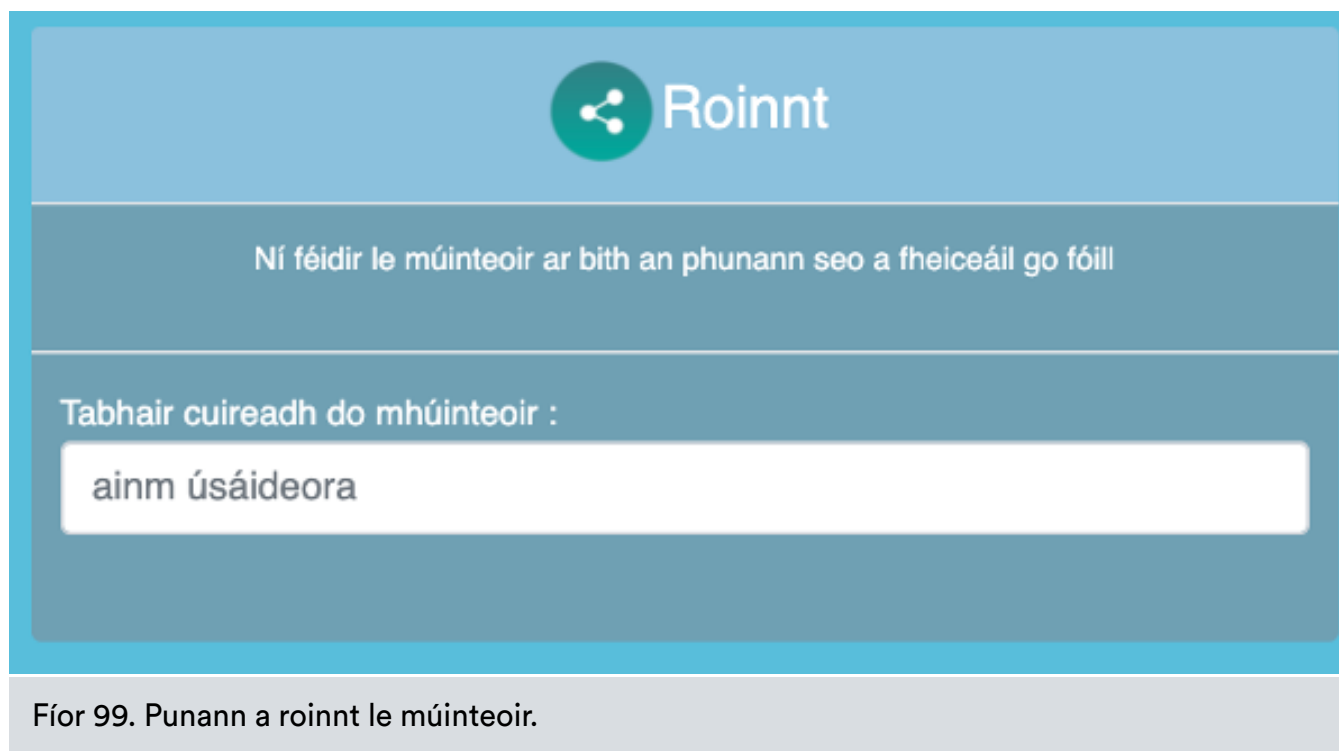 Roinnt
Ní féidir le múinteoir ar bith an phunann seo a fheiceáil go fóill
Tabhair cuireadh do mhúinteoir :
ainm úsáideora
Fíor 99. Punann a roinnt le múinteoir.